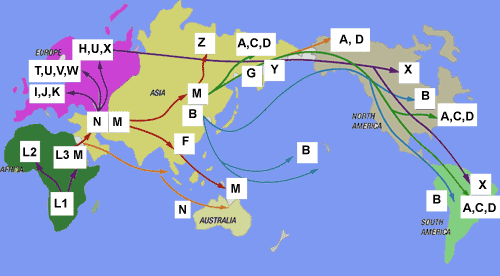 EUROPE
H,U,X
Z
A,C,D
A, D
T,U,V,W
G
Y
X
I,J,K
ASIA
M
B
B
N
M
NORTH
AMERICA
A,C,D
L2
L3 M
F
B
AFRICA
M
X
L1
N
AUSTRALIA
B
A,C,D
SOUTH
AMERICA